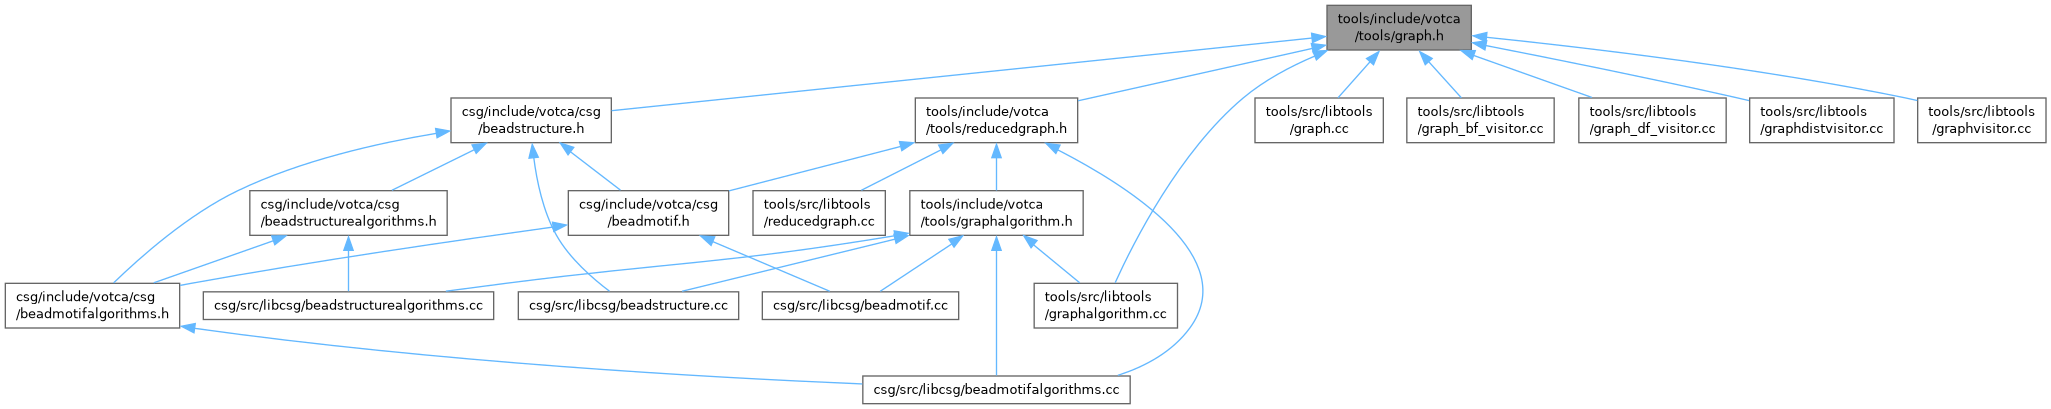 tools/include/votca
/tools/graph.h
csg/include/votca/csg
/beadstructure.h
tools/include/votca
/tools/reducedgraph.h
tools/src/libtools
/graph.cc
tools/src/libtools
/graph_bf_visitor.cc
tools/src/libtools
/graph_df_visitor.cc
tools/src/libtools
/graphdistvisitor.cc
tools/src/libtools
/graphvisitor.cc
csg/include/votca/csg
/beadstructurealgorithms.h
csg/include/votca/csg
/beadmotif.h
tools/src/libtools
/reducedgraph.cc
tools/include/votca
/tools/graphalgorithm.h
csg/include/votca/csg
/beadmotifalgorithms.h
csg/src/libcsg/beadstructurealgorithms.cc
csg/src/libcsg/beadstructure.cc
csg/src/libcsg/beadmotif.cc
tools/src/libtools
/graphalgorithm.cc
csg/src/libcsg/beadmotifalgorithms.cc